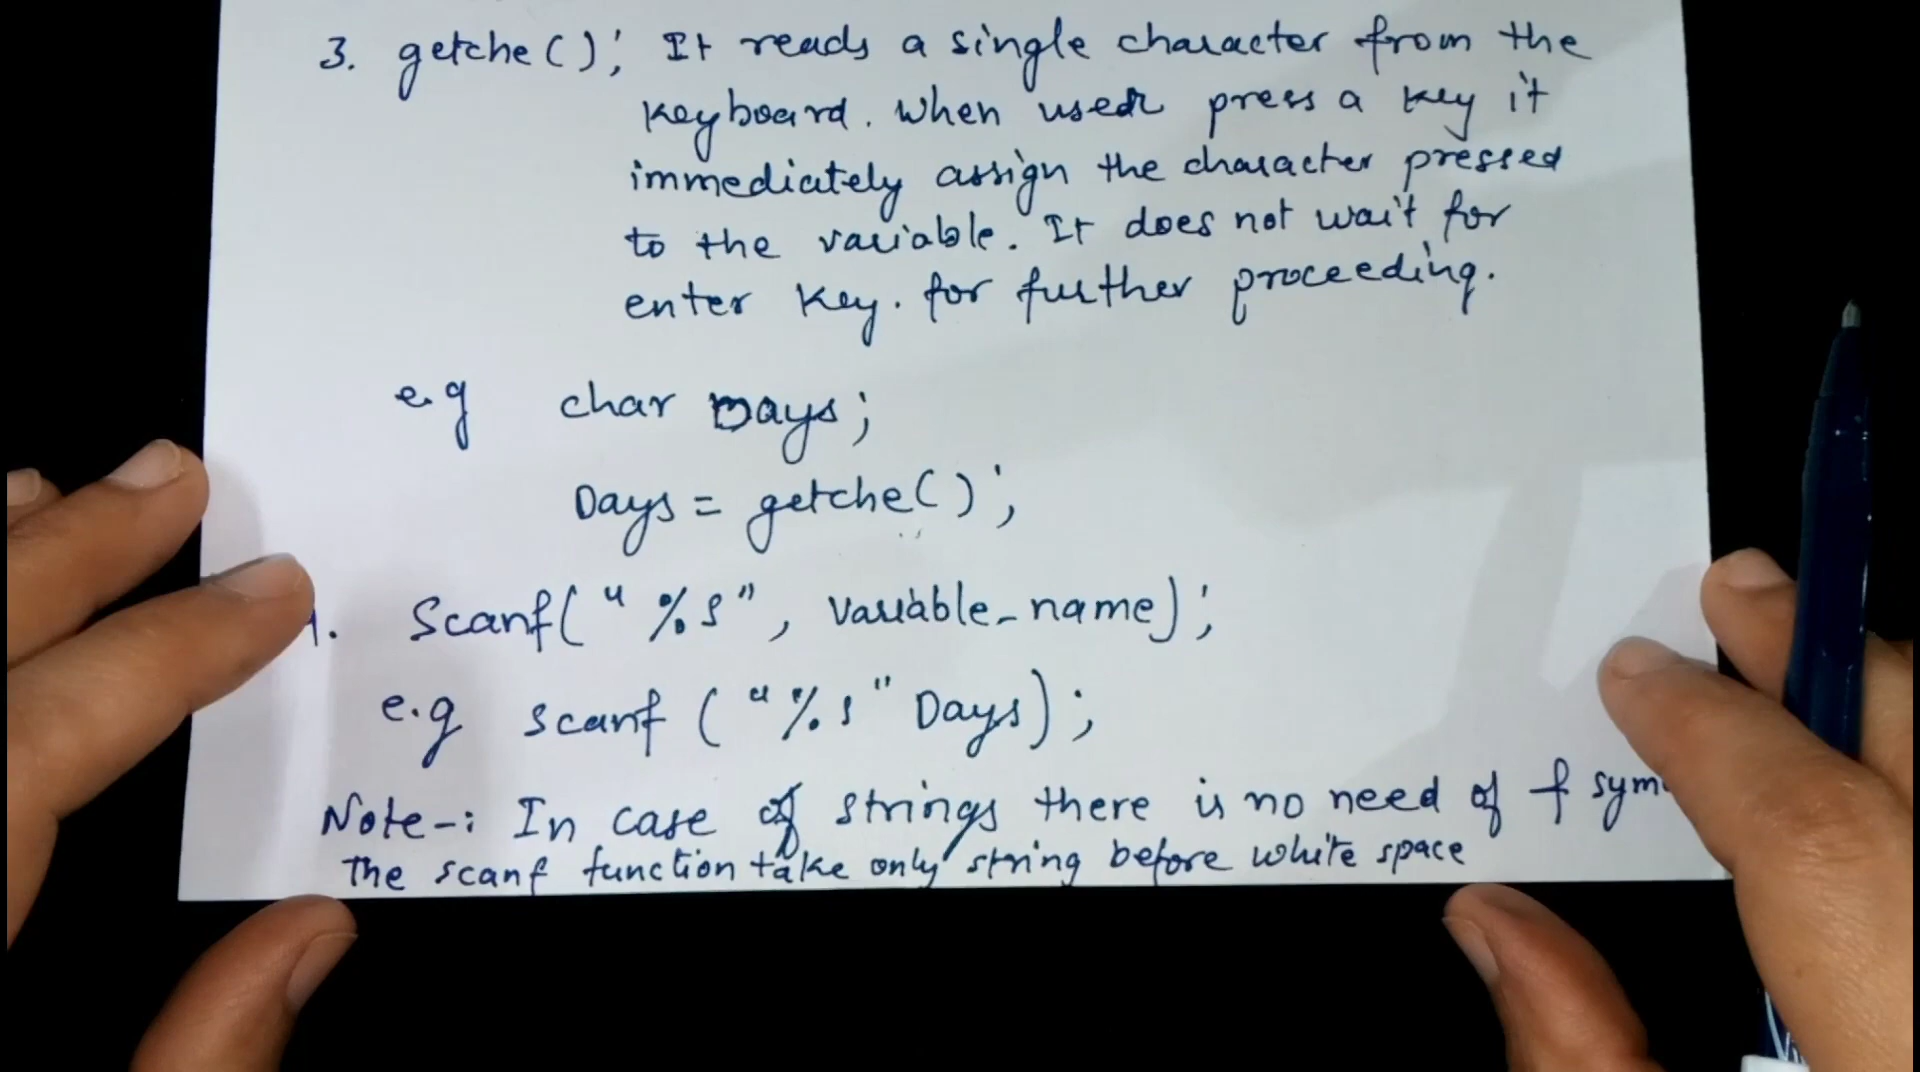 3. getche(); It reads a single character from the
Keyboard. When user press a key it
immediately assign the character pressed
to the variable. It does not wait for
enter key. for further proceeding.
e.g char Days;
Days = getche();
Scanf("%s", Variable_name);
e.g scanf ("%s" Days);
Note-: In case of strings there is no need of
The scanf function take only string before white space